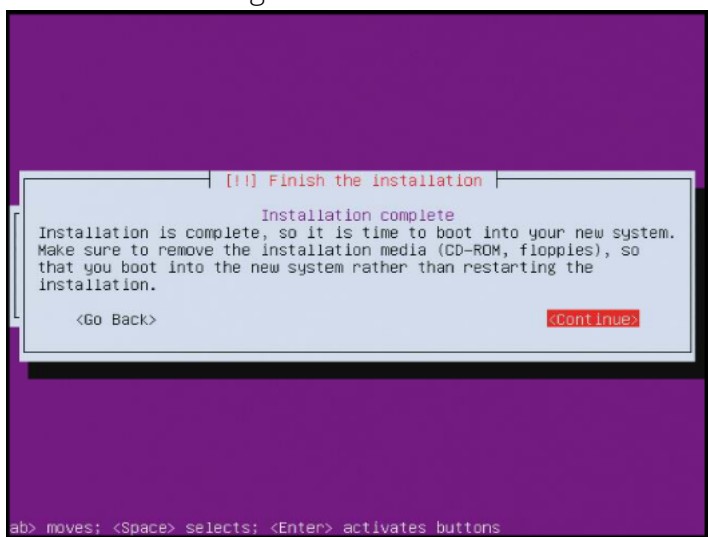 [!!] Finish the installation
Installation complete
Installation is complete, so it is time to boot into your new system.
Make sure to remove the installation media (CD-ROM, floppies), so
that you boot into the new system rather than restarting the
installation.
<Go Back> <Continue>
ab> moves; <Space> selects; <Enter> activates buttons